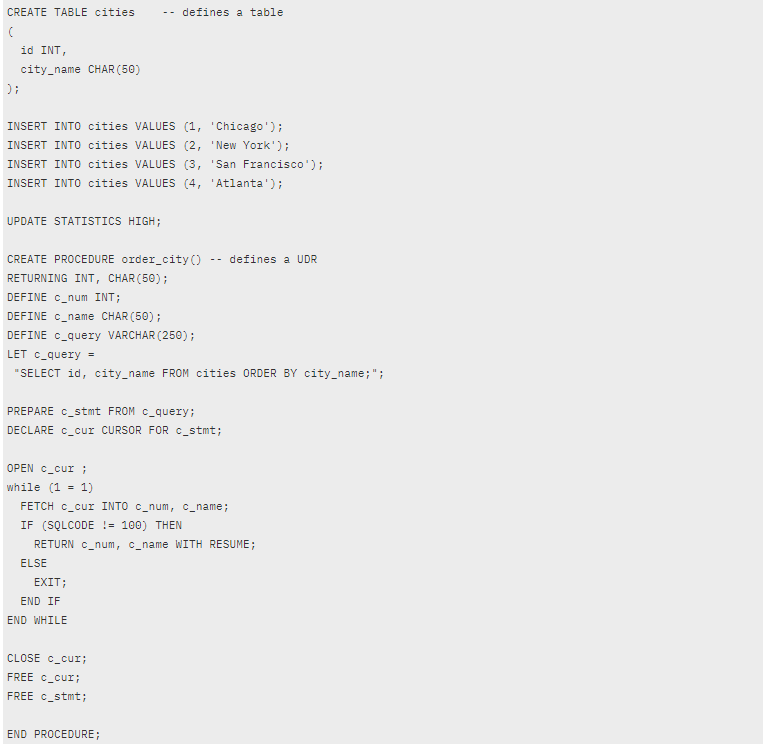 CREATE TABLE cities    -- defines a table
(
  id INT,
  city_name CHAR(50)
);

INSERT INTO cities VALUES (1, 'Chicago');
INSERT INTO cities VALUES (2, 'New York');
INSERT INTO cities VALUES (3, 'San Francisco');
INSERT INTO cities VALUES (4, 'Atlanta');

UPDATE STATISTICS HIGH;

CREATE PROCEDURE order_city() -- defines a UDR
RETURNING INT, CHAR(50);
DEFINE c_num INT;
DEFINE c_name CHAR(50);
DEFINE c_query VARCHAR(250);
LET c_query =
 "SELECT id, city_name FROM cities ORDER BY city_name;";

PREPARE c_stmt FROM c_query;
DECLARE c_cur CURSOR FOR c_stmt;

OPEN c_cur ;
while (1 = 1)
  FETCH c_cur INTO c_num, c_name;
  IF (SQLCODE != 100) THEN
    RETURN c_num, c_name WITH RESUME;
  ELSE
    EXIT;
  END IF
END WHILE

CLOSE c_cur;
FREE c_cur;
FREE c_stmt;

END PROCEDURE;